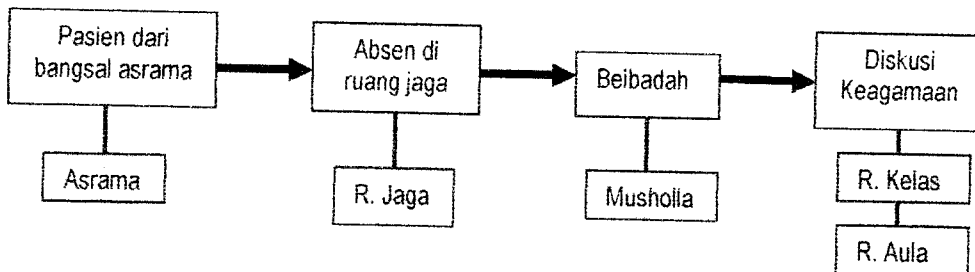 Pasien dari
bangsal asrama
Absen di
ruang jaga
Beibadah
Diskusi
Keagamaan
Asrama
R. Jaga
Musholla
R. Kelas
R. Aula